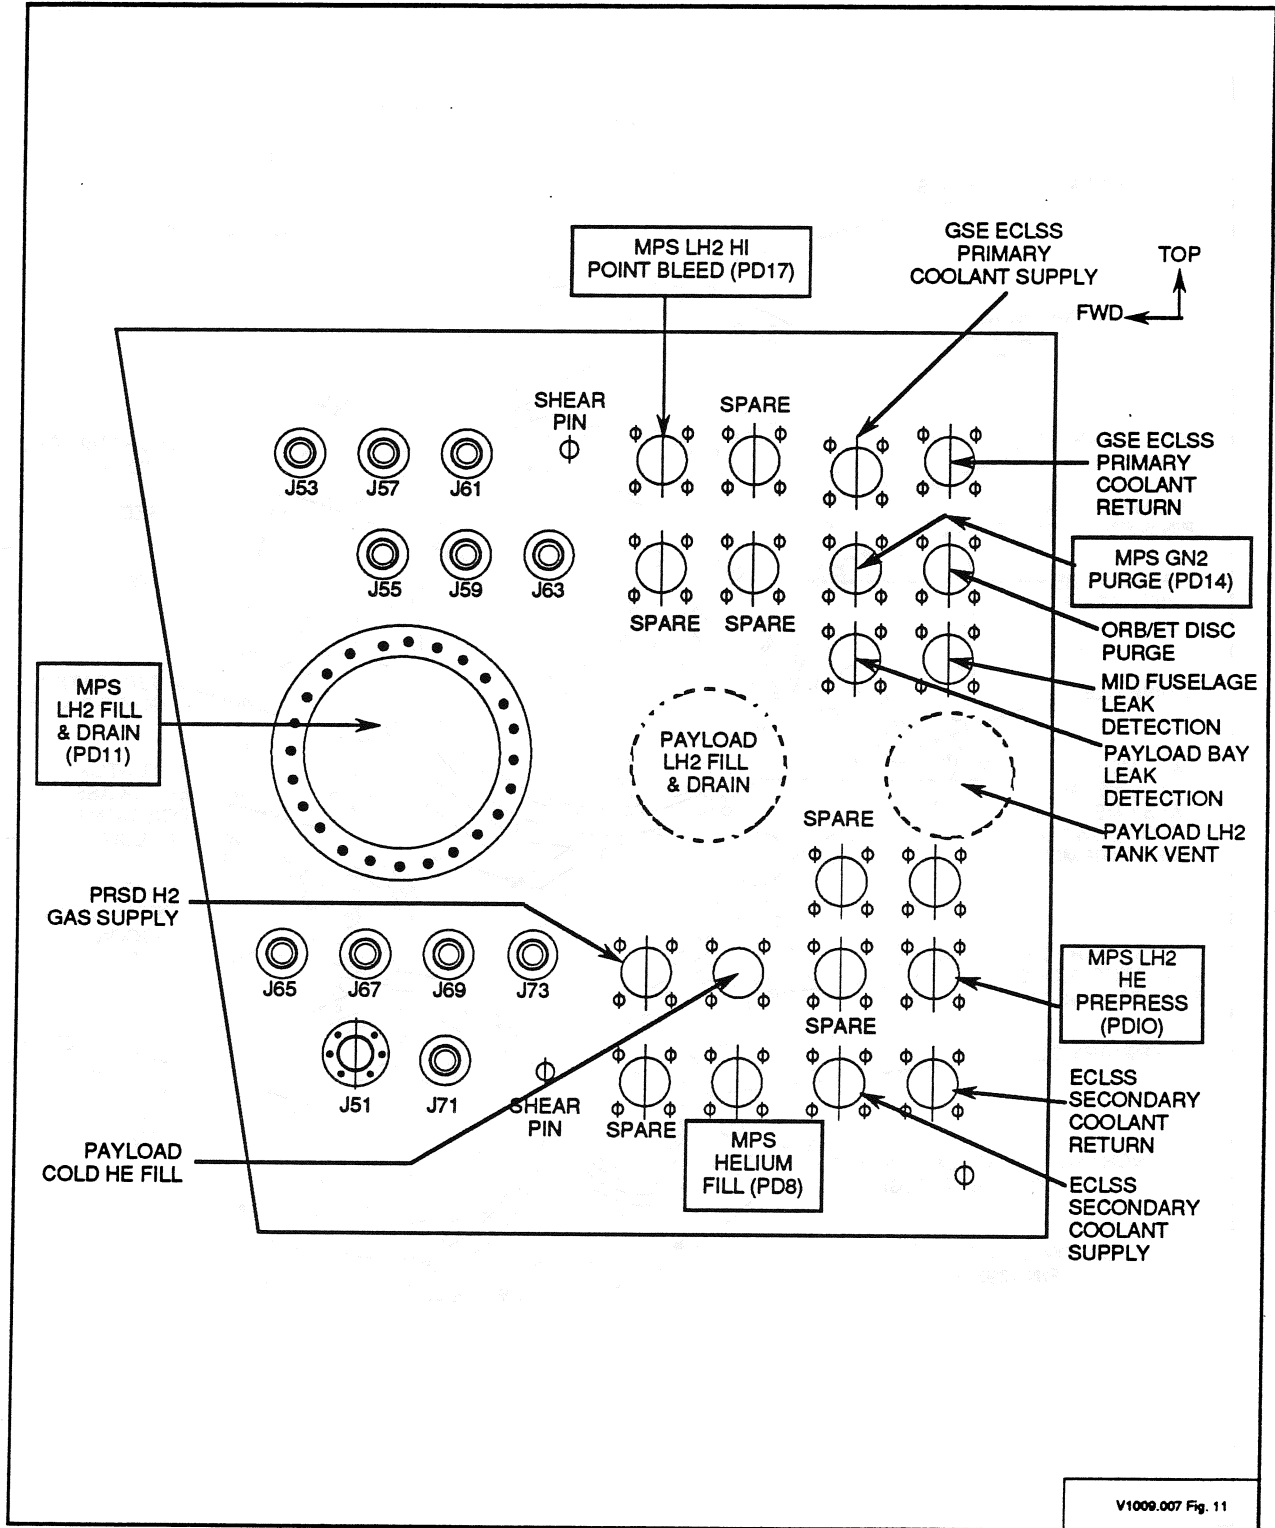 MPS LH2 HI
POINT BLEED (PD17)
GSE ECLSS
PRIMARY
COOLANT SUPPLY
TOP
FWD
SHEAR
PIN
SPARE
J53
J57
J61
GSE ECLSS
PRIMARY
COOLANT
RETURN
J55
J59
J63
SPARE
SPARE
MPS GN2
PURGE (PD14)
ORB/ET DISC
PURGE
MPS
LH2 FILL
& DRAIN
(PD11)
PAYLOAD
LH2 FILL
& DRAIN
MID FUSELAGE
LEAK
DETECTION
PAYLOAD BAY
LEAK
DETECTION
PAYLOAD LH2
TANK VENT
SPARE
PRSD H2
GAS SUPPLY
J65
J67
J69
J73
SPARE
MPS LH2
HE
PREPRESS
(PDIO)
J51
J71
SHEAR
PIN
SPARE
MPS
HELIUM
FILL (PD8)
ECLSS
SECONDARY
COOLANT
RETURN
PAYLOAD
COLD HE FILL
ECLSS
SECONDARY
COOLANT
SUPPLY
V1009.007 Fig. 11